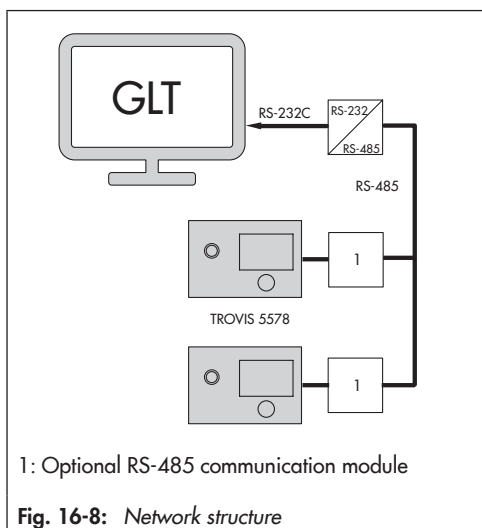 GLT
RS-232C
RS-232
RS-485
RS-485
1
TROVIS 5578
1
1: Optional RS-485 communication module
Fig. 16-8: Network structure